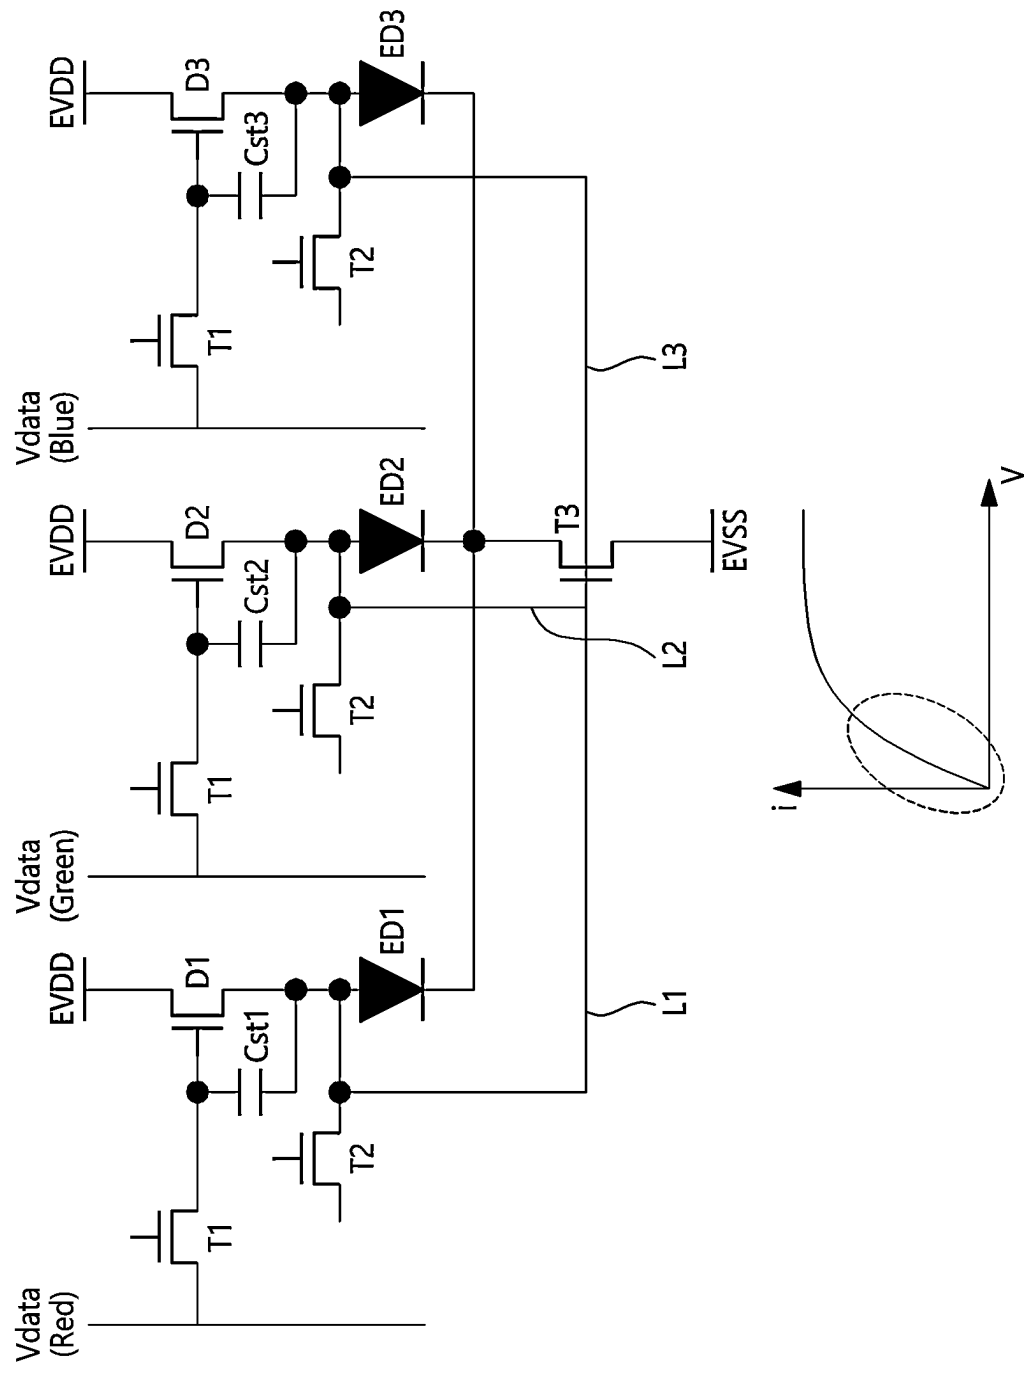 Vdata
(Red)
EVDD
D1
T1
Cst1
T2
ED1
L1
Vdata
(Green)
EVDD
D2
T1
Cst2
T2
ED2
L2
T3
EVSS
Vdata
(Blue)
EVDD
D3
T1
Cst3
T2
ED3
L3
i
V